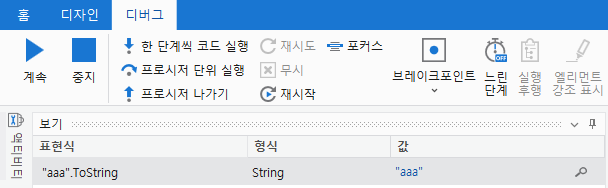 홈 디자인 디버그
계속 중지 한 단계씩 코드 실행 재시도 포커스
프로시저 단위 실행 무시
프로시저 나가기 재시작
브레이크포인트 느린 단계 OFF 실행 후행 엘리먼트 강조 표시
액티비티
보기
표현식 형식 값
"aaa".ToString String "aaa"